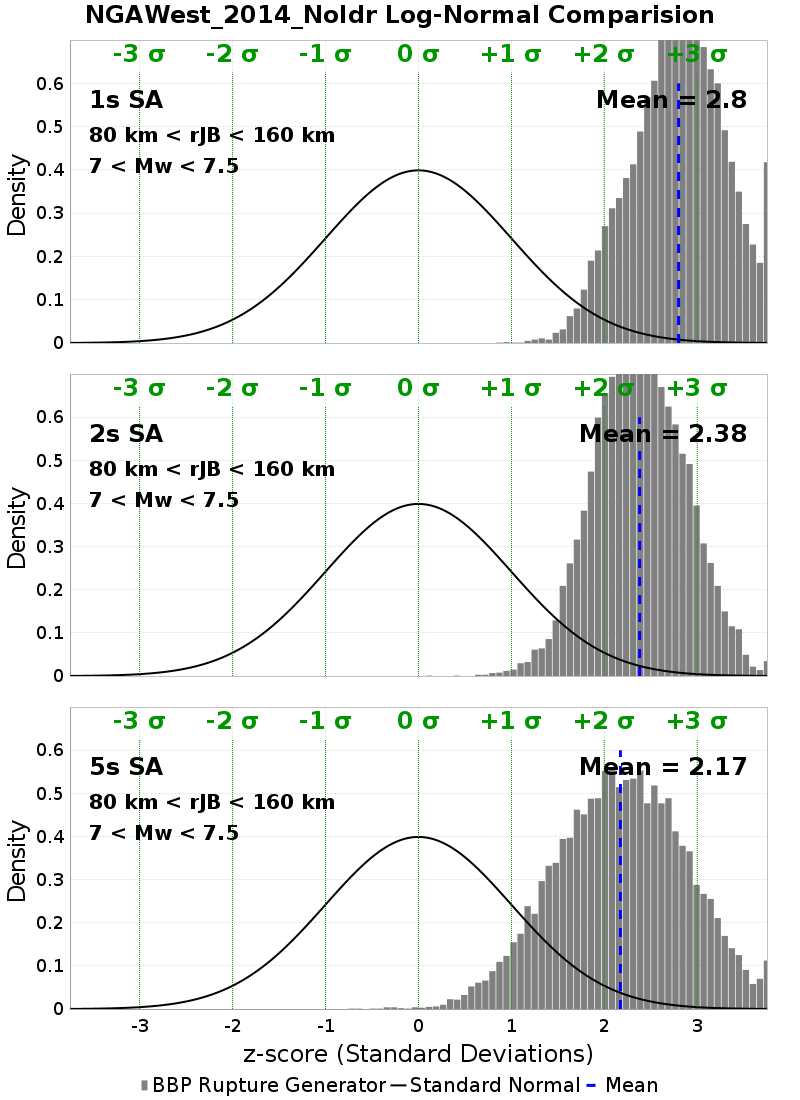 NGAWest_2014_NoIdr Log-Normal Comparision
-3 σ -2 σ -1 σ 0 σ +1 σ +2 σ +3 σ
1s SA
Mean = 2.8
80 km < rJB < 160 km
7 < Mw < 7.5
0.6
0.5
0.4
0.3
0.2
0.1
0
Density
-3 σ -2 σ -1 σ 0 σ +1 σ +2 σ +3 σ
2s SA
Mean = 2.38
80 km < rJB < 160 km
7 < Mw < 7.5
0.6
0.5
0.4
0.3
0.2
0.1
0
Density
-3 σ -2 σ -1 σ 0 σ +1 σ +2 σ +3 σ
5s SA
Mean = 2.17
80 km < rJB < 160 km
7 < Mw < 7.5
0.6
0.5
0.4
0.3
0.2
0.1
0
Density
-3 -2 -1 0 1 2 3
z-score (Standard Deviations)
BBP Rupture Generator Standard Normal Mean